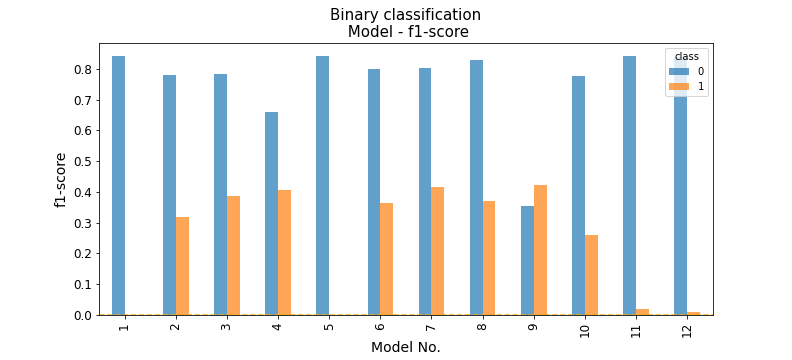 Binary classification
Model - f1-score
class
0
1
f1-score
0.8
0.7
0.6
0.5
0.4
0.3
0.2
0.1
0.0
1 2 3 4 5 6 7 8 9 10 11 12
Model No.